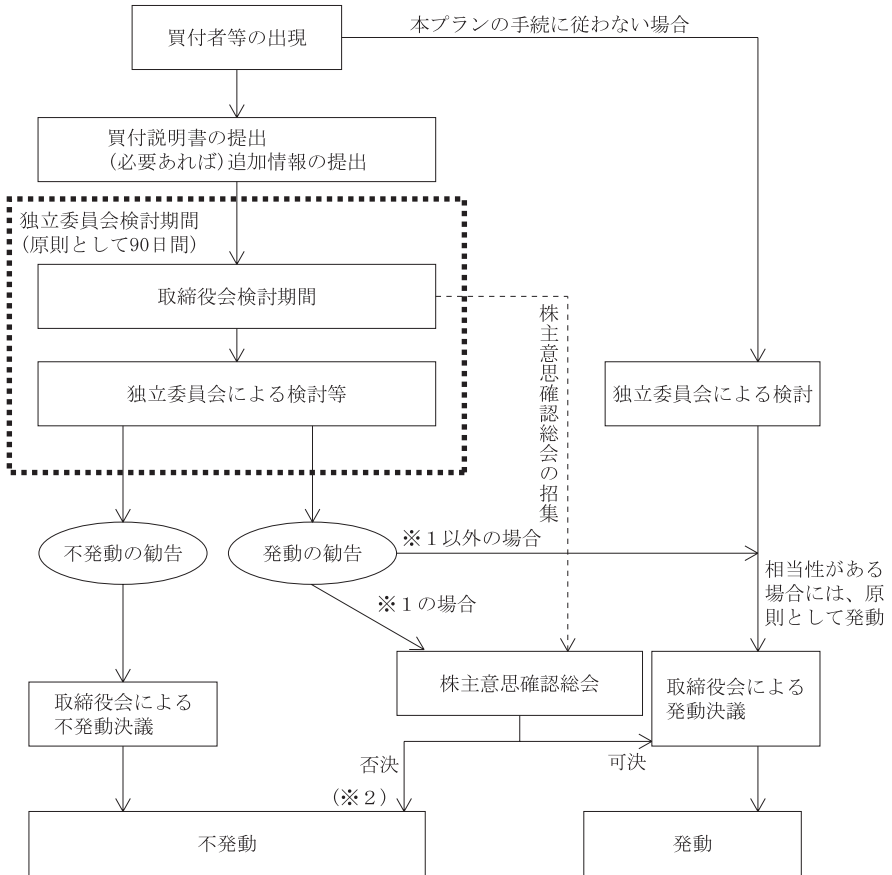 買付者等の出現
本プランの手続に従わない場合
買付説明書の提出
(必要あれば)追加情報の提出
独立委員会検討期間
(原則として90日間)
取締役会検討期間
株主意思確認総会の招集
独立委員会による検討等
独立委員会による検討
不発動の勧告
発動の勧告
※1以外の場合
※1の場合
相当性がある
場合には、原
則として発動
株主意思確認総会
取締役会による
不発動決議
取締役会による
発動決議
否決
可決
(※2)
不発動
発動